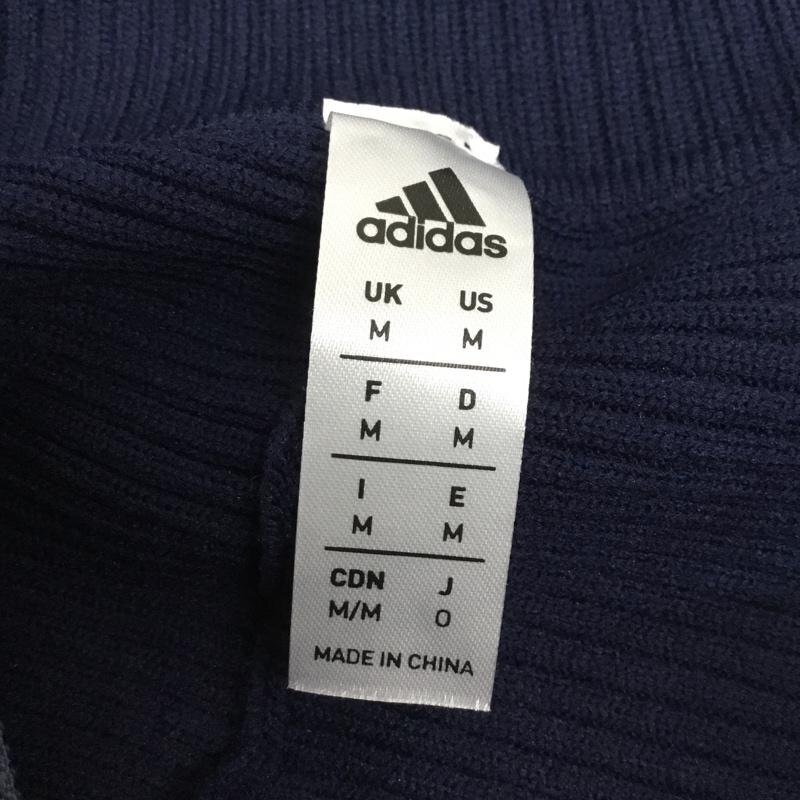 adidas
UK US
M M
F D
M M
I E
M M
CDN J
M/M O
MADE IN CHINA